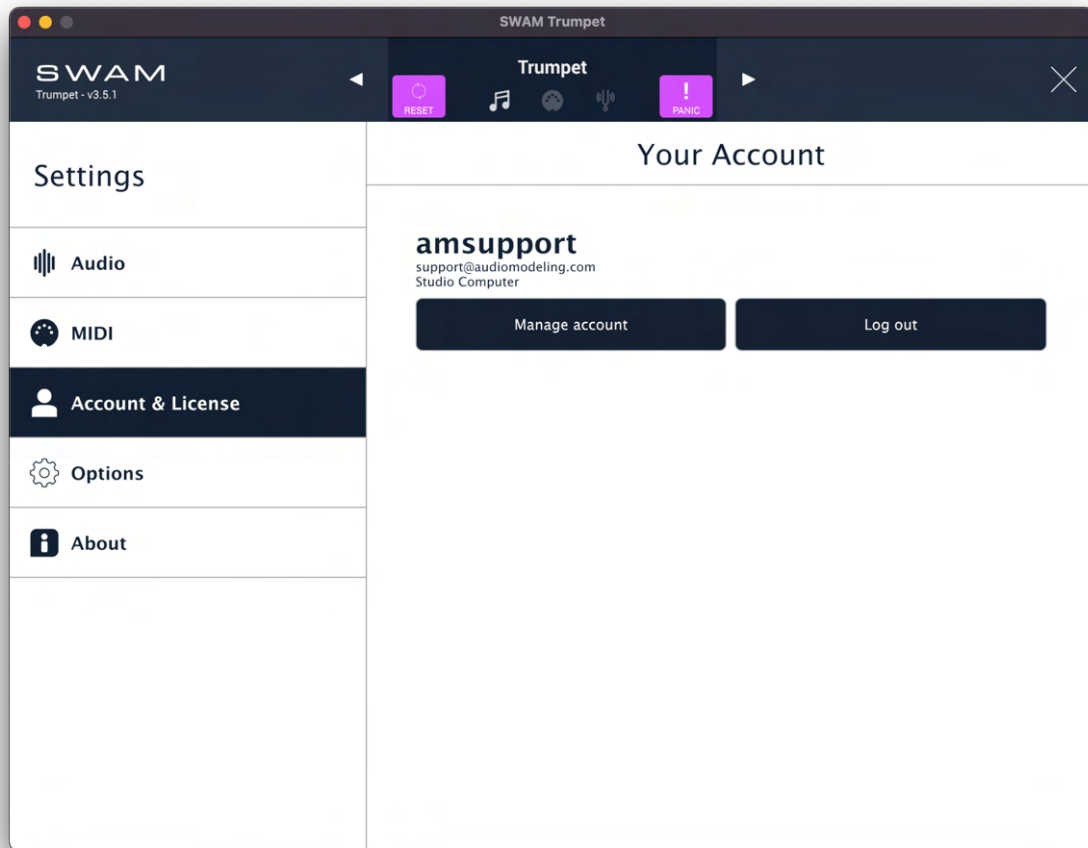 SWAM Trumpet
SWAM
Trumpet - v3.5.1
Trumpet
RESET
PANIC
Settings
Audio
MIDI
Account & License
Options
About
Your Account
amsupport
support@audiomodeling.com
Studio Computer
Manage account
Log out